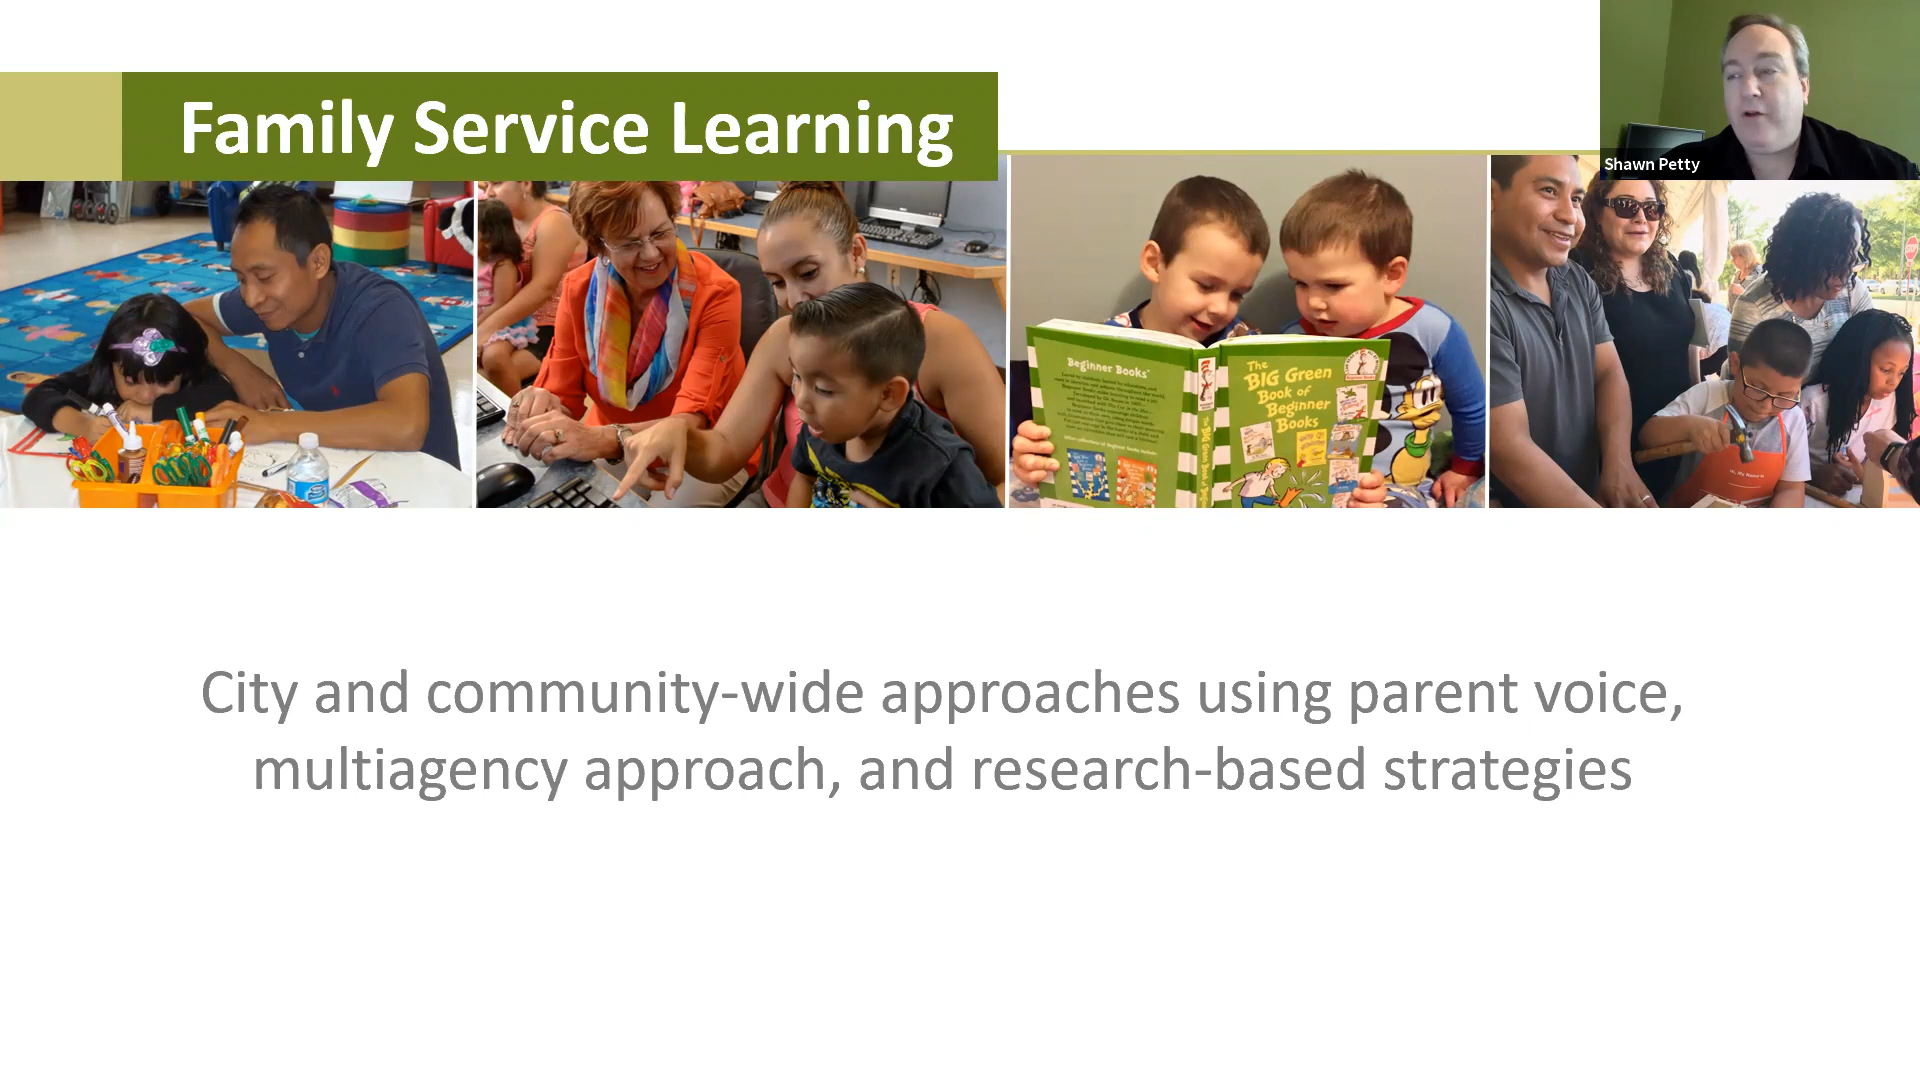 Family Service Learning
Shawn Petty
Beginner Books
The
BIG Green
Book of
Beginner
Books
City and community-wide approaches using parent voice,
multiagency approach, and research-based strategies